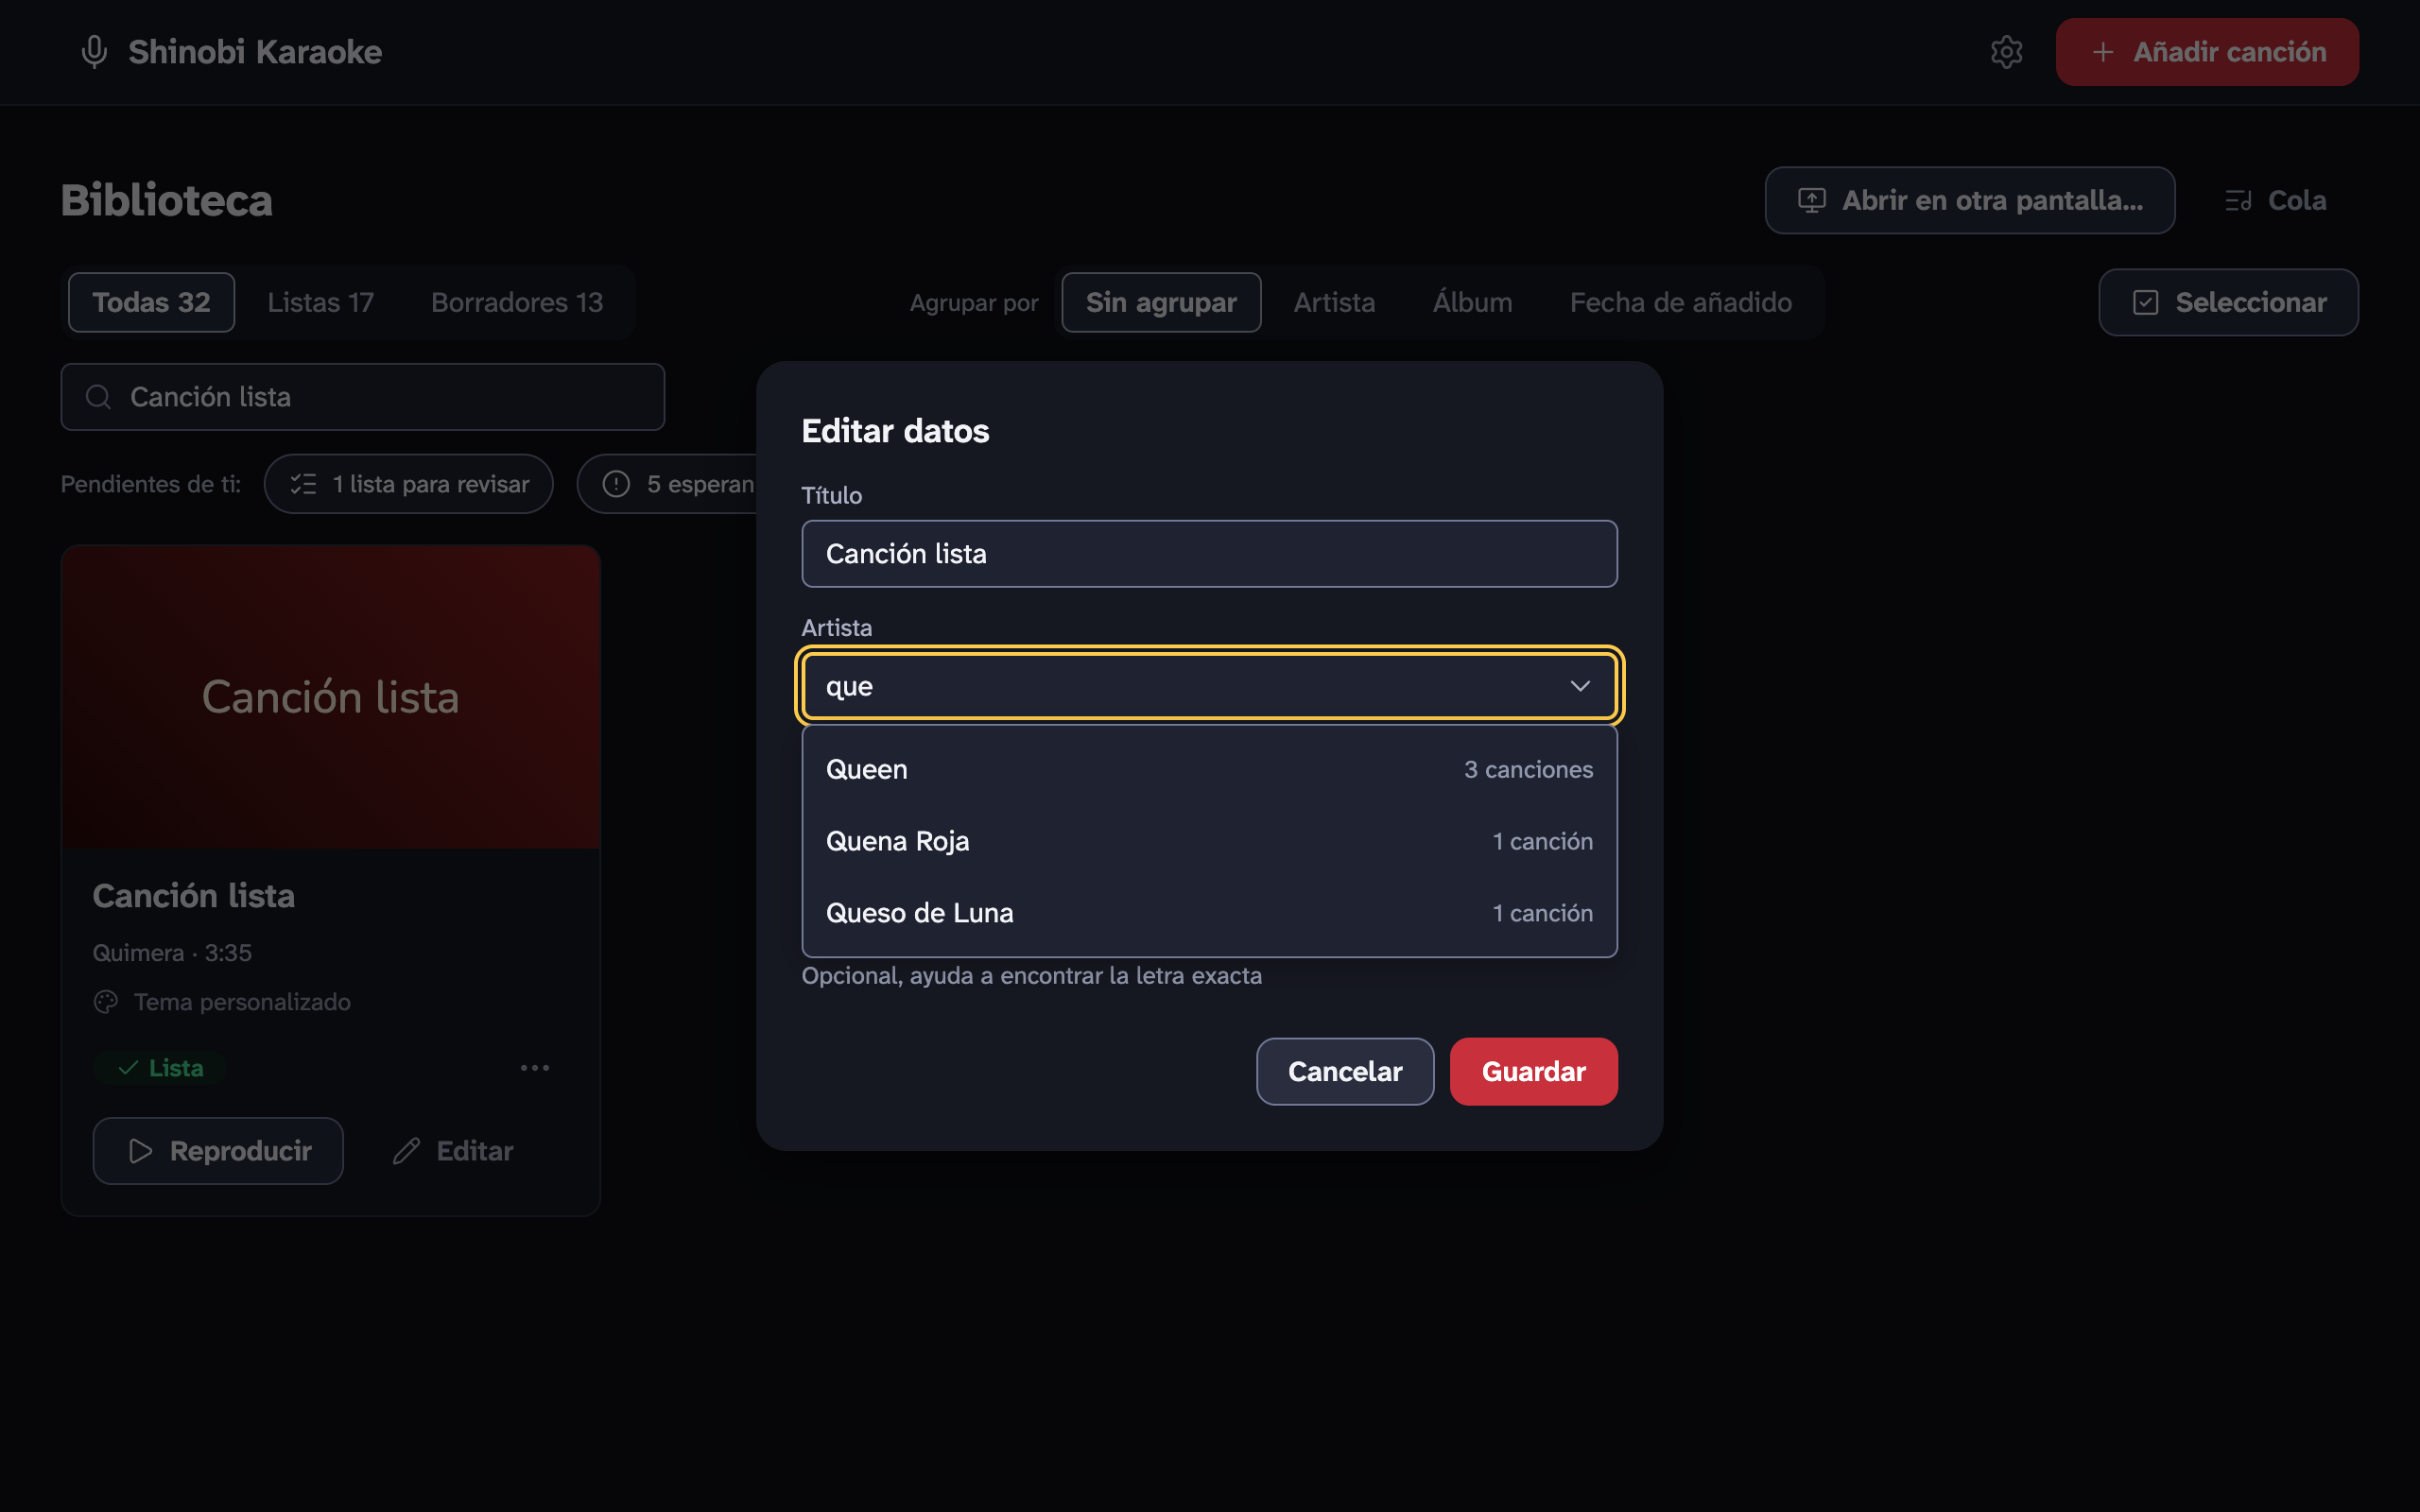 Shinobi Karaoke
Añadir canción
Biblioteca
Abrir en otra pantalla...
Cola
Todas 32
Listas 17
Borradores 13
Agrupar por
Sin agrupar
Artista
Álbum
Fecha de añadido
Seleccionar
Canción lista
Pendientes de ti:
1 lista para revisar
5 esperan
Canción lista
Canción lista
Quimera · 3:35
Tema personalizado
Lista
Reproducir
Editar
Editar datos
Título
Canción lista
Artista
que
Queen
3 canciones
Quena Roja
1 canción
Queso de Luna
1 canción
Opcional, ayuda a encontrar la letra exacta
Cancelar
Guardar